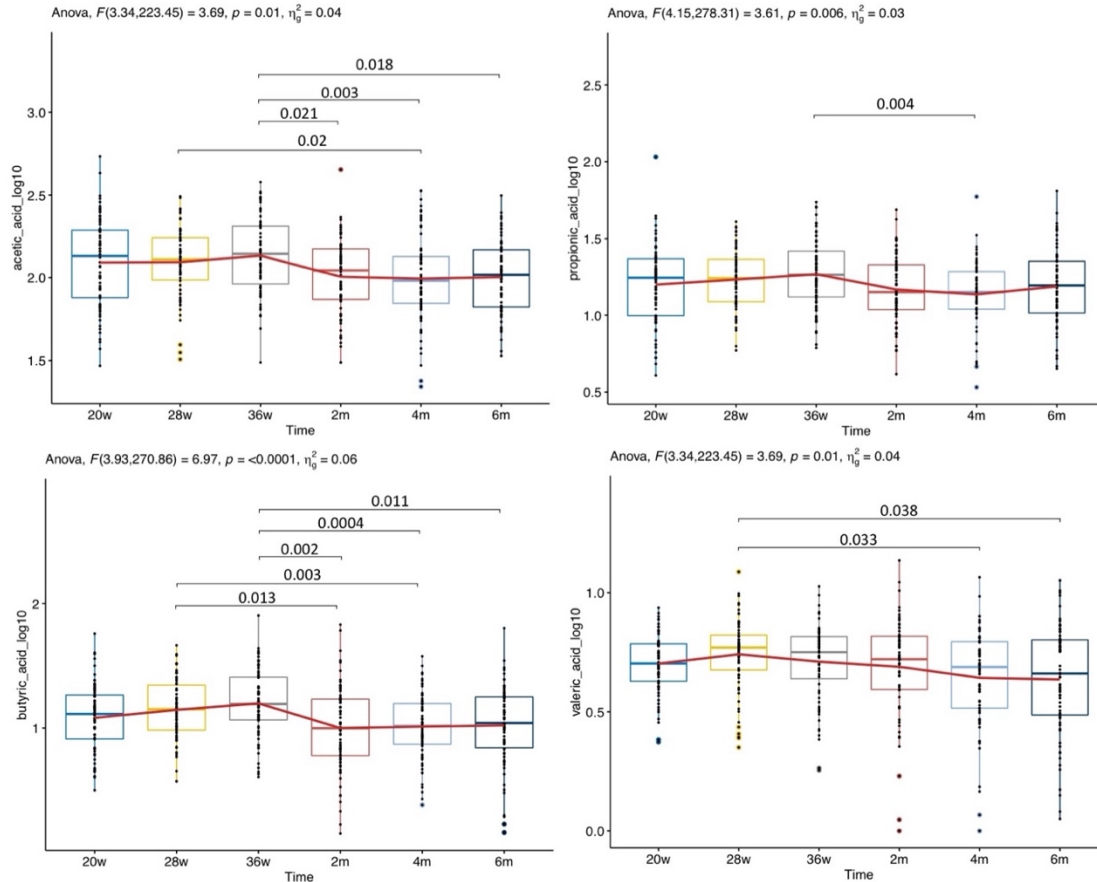 Anova, F(3.34,223.45) = 3.69, p = 0.01, η²g = 0.04
0.018
0.003
0.021
0.02
acetic_acid_log10
3.0
2.5
2.0
1.5
20w 28w 36w 2m 4m 6m
Time
Anova, F(4.15,278.31) = 3.61, p = 0.006, η²g = 0.03
0.004
propionic_acid_log10
2.5
2.0
1.5
1.0
0.5
20w 28w 36w 2m 4m 6m
Time
Anova, F(3.93,270.86) = 6.97, p = <0.0001, η²g = 0.06
0.011
0.0004
0.002
0.003
0.013
butyric_acid_log10
2
1
20w 28w 36w 2m 4m 6m
Time
Anova, F(3.34,223.45) = 3.69, p = 0.01, η²g = 0.04
0.038
0.033
valeric_acid_log10
1.0
0.5
0.0
20w 28w 36w 2m 4m 6m
Time